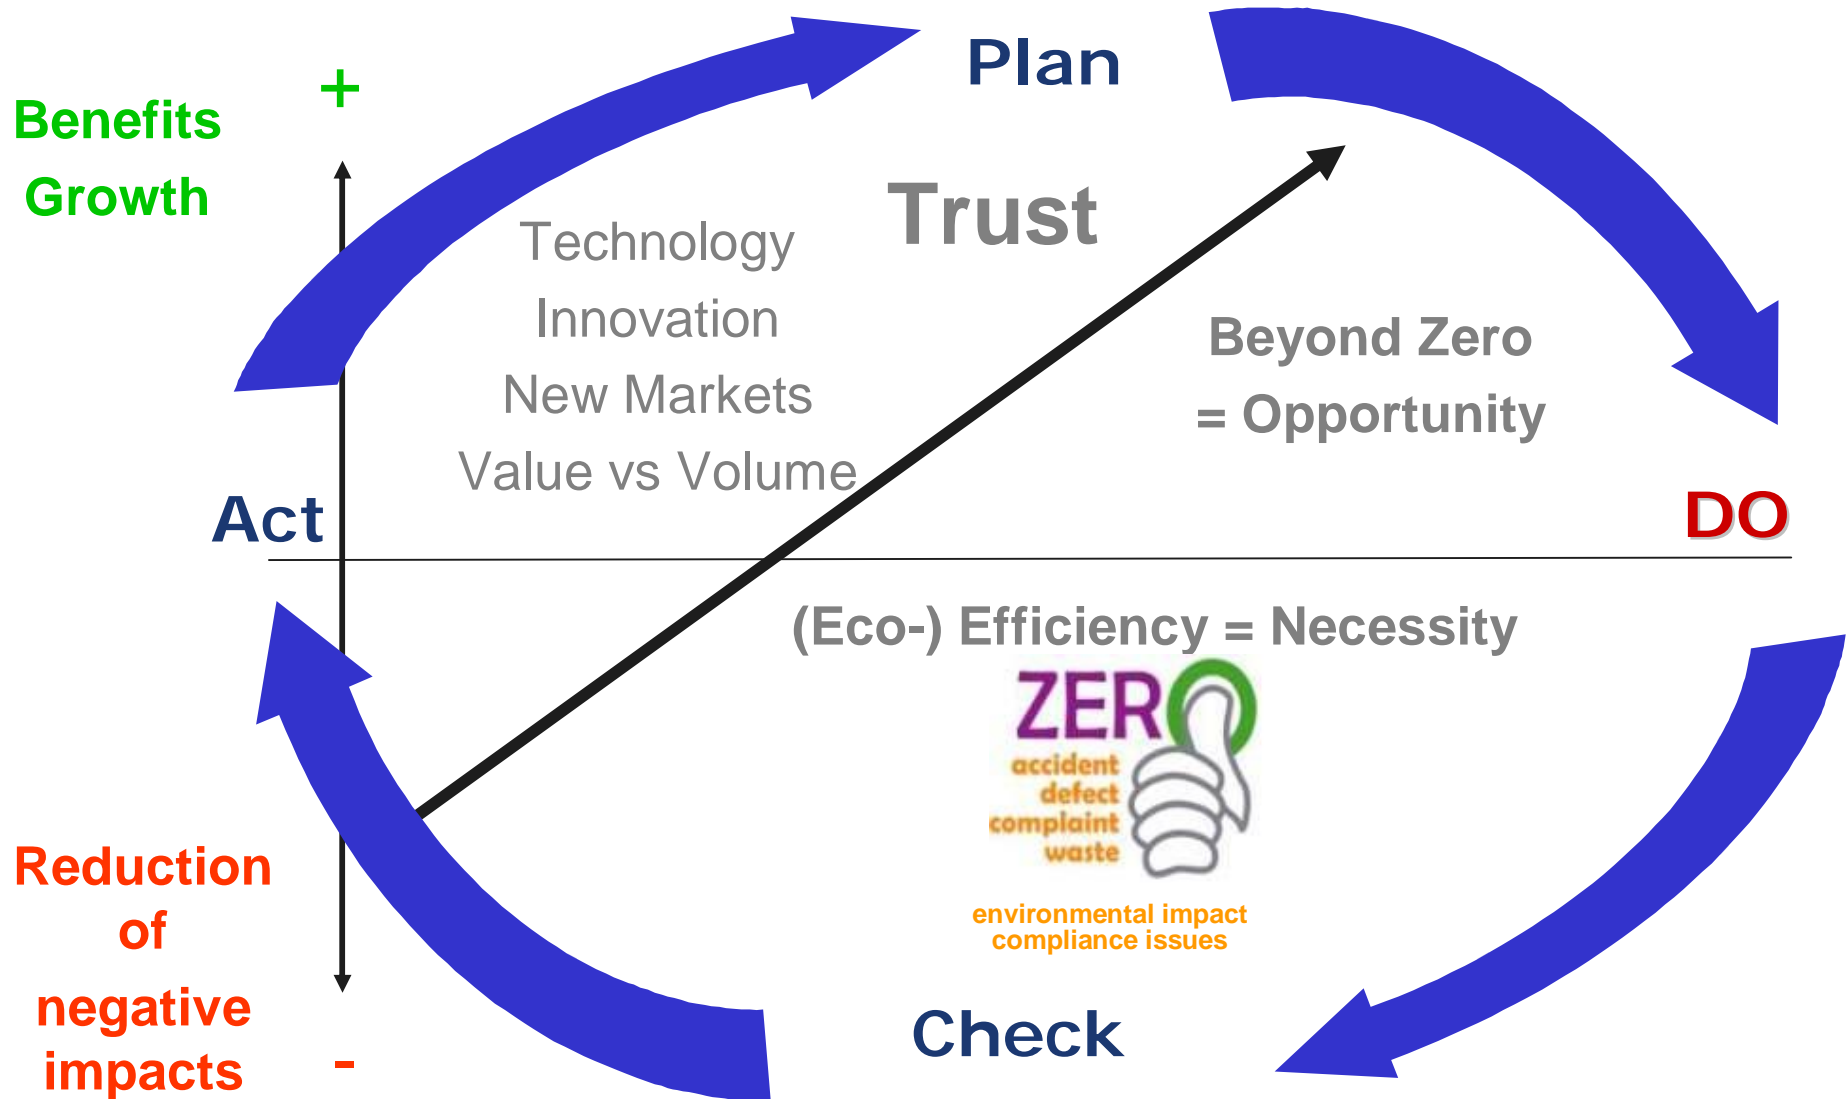 Plan
+
Benefits
Growth
Trust
Technology
Innovation
New Markets
Value vs Volume
Beyond Zero
= Opportunity
Act
DO
(Eco-) Efficiency = Necessity
ZERO
accident
defect
complaint
waste
environmental impact
compliance issues
Reduction
of
negative
impacts
-
Check